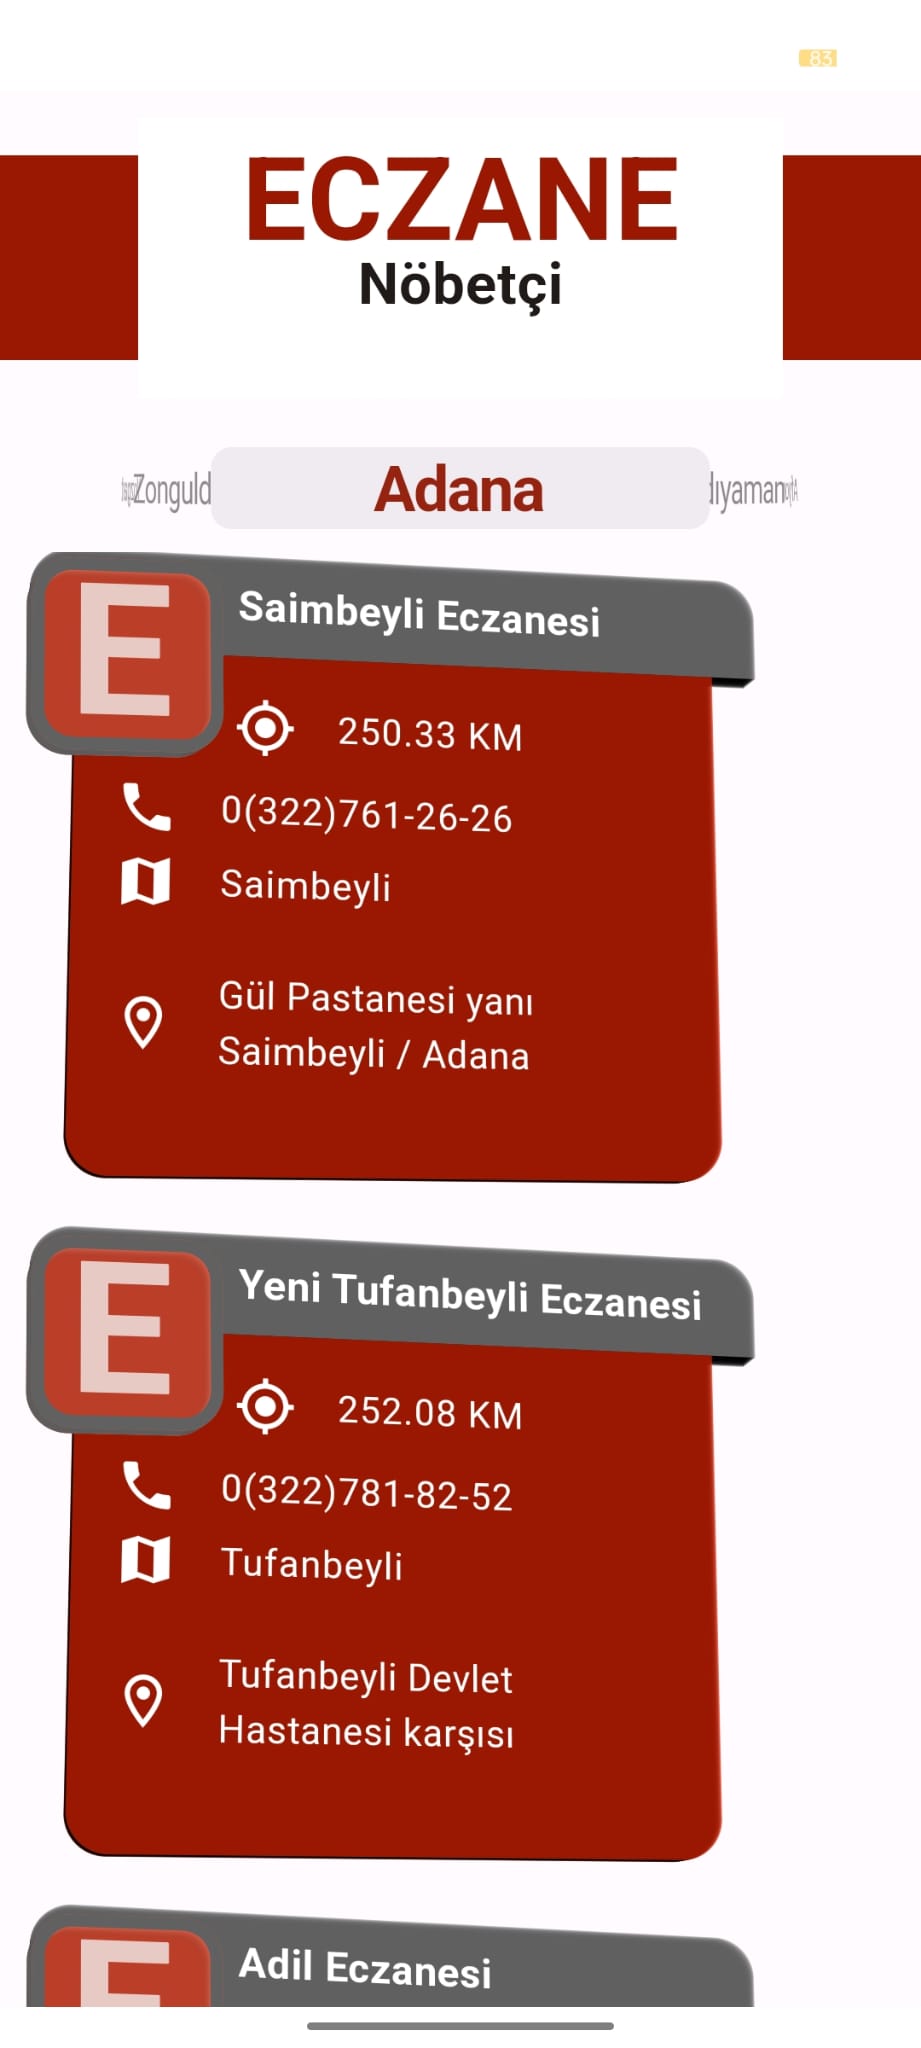 83
ECZANE
Nöbetçi
Zonguld
Adana
dıyaman
E
Saimbeyli Eczanesi
250.33 KM
0(322)761-26-26
Saimbeyli
Gül Pastanesi yanı
Saimbeyli / Adana
E
Yeni Tufanbeyli Eczanesi
252.08 KM
0(322)781-82-52
Tufanbeyli
Tufanbeyli Devlet
Hastanesi karşısı
E
Adil Eczanesi